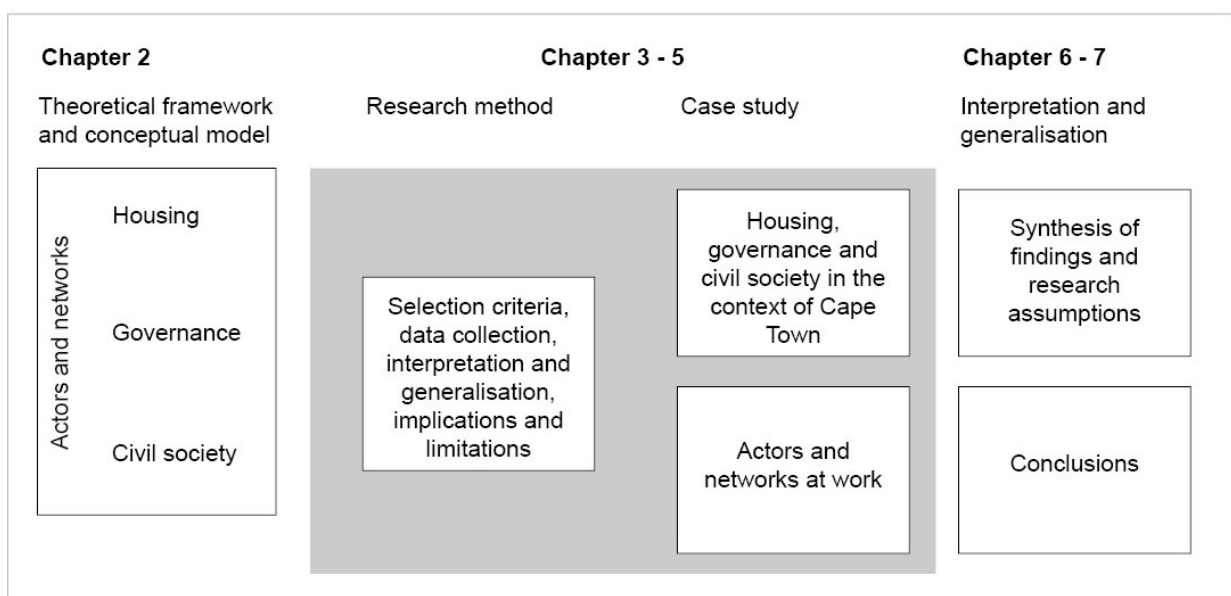 Chapter 2
Theoretical framework
and conceptual model
Actors and networks
Housing
Governance
Civil society
Chapter 3 - 5
Research method
Selection criteria,
data collection,
interpretation and
generalisation,
implications and
limitations
Case study
Housing,
governance and
civil society in the
context of Cape
Town
Actors and
networks at work
Chapter 6 - 7
Interpretation and
generalisation
Synthesis of
findings and
research
assumptions
Conclusions